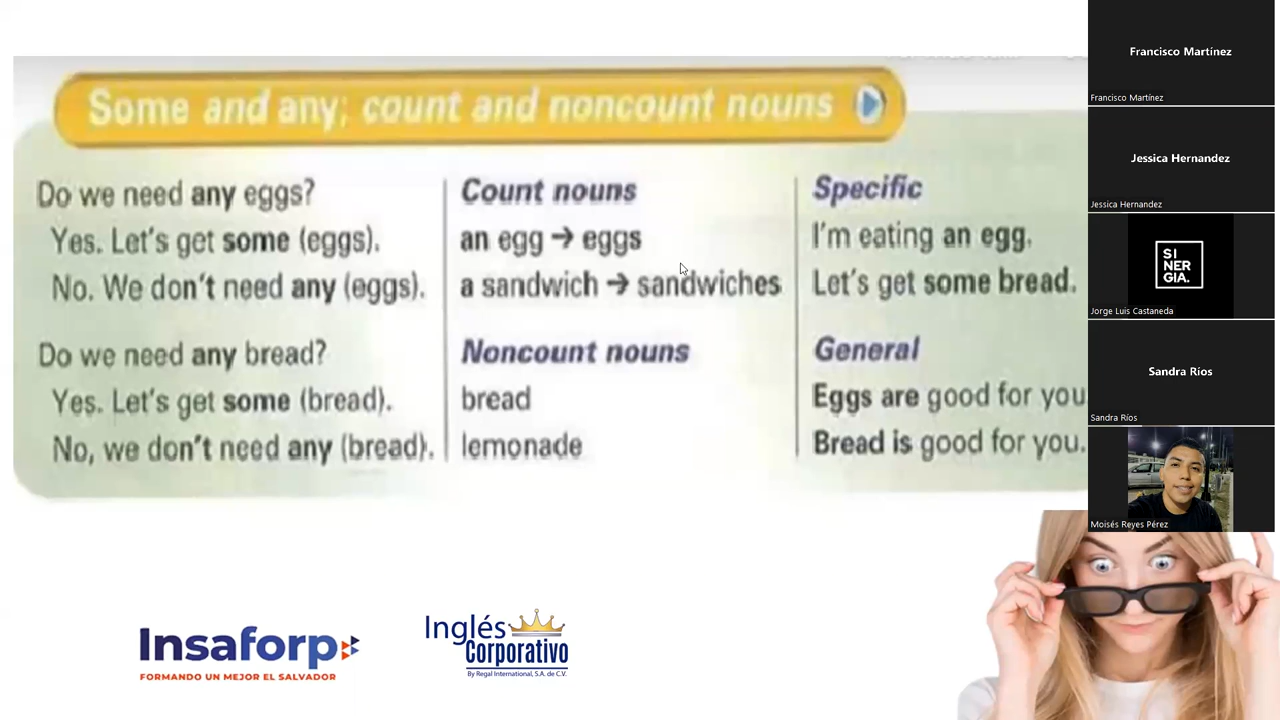 Some and any; count and noncount nouns
Do we need any eggs?
Yes. Let's get some (eggs).
No. We don't need any (eggs).
Do we need any bread?
Yes. Let's get some (bread).
No, we don't need any (bread).
Count nouns
an egg → eggs
a sandwich → sandwiches
Noncount nouns
bread
lemonade
Specific
I'm eating an egg.
Let's get some bread.
General
Eggs are good for you
Bread is good for you.
Insaforp
FORMANDO UN MEJOR EL SALVADOR
Inglés
Corporativo
By Regal International, S.A. de C.V.
Francisco Martínez
Francisco Martínez
Jessica Hernandez
Jessica Hernandez
SI
NER
GIA.
Jorge Luis Castaneda
Sandra Ríos
Sandra Ríos
Moisés Reyes Pérez